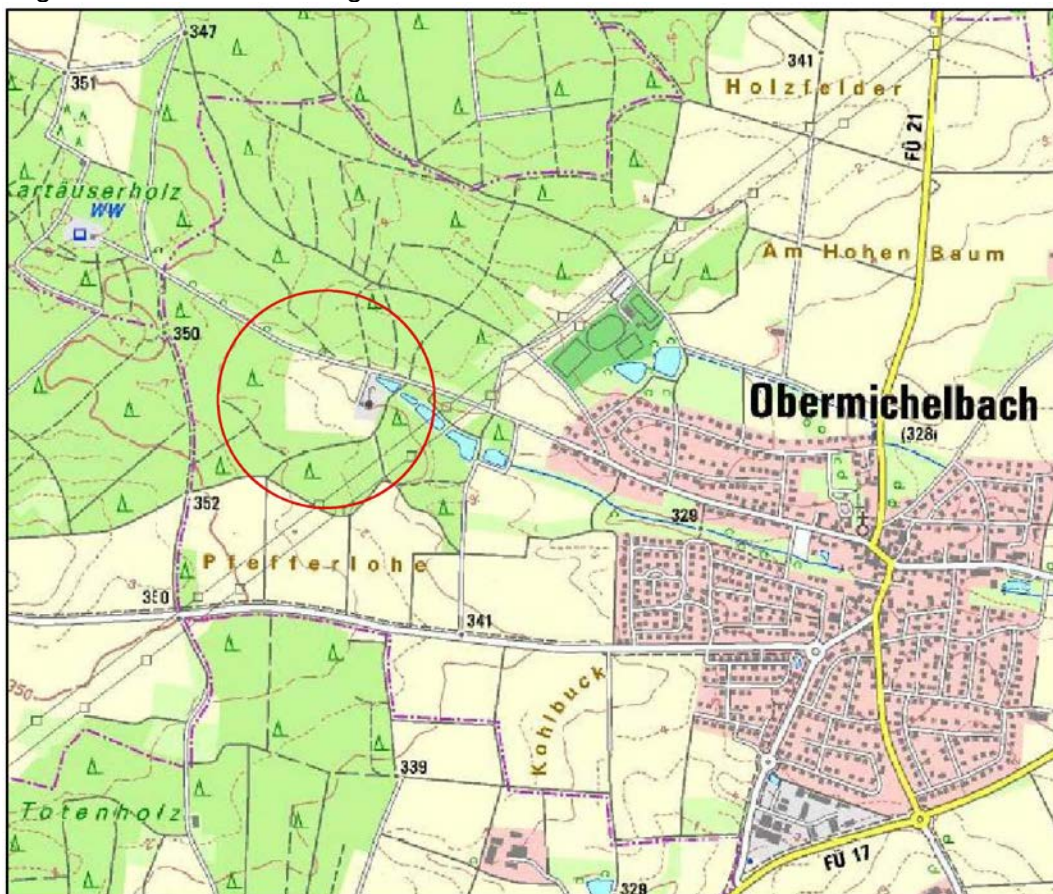 347
351
341
Holzfelder
FÜ 21
Kartäuserholz
WW
Am Hohen Baum
350
Obermichelbach
(328)
352
329
Pfefferlohe
350
341
350
Kohlbuck
339
Totenholz
FÜ 17
328